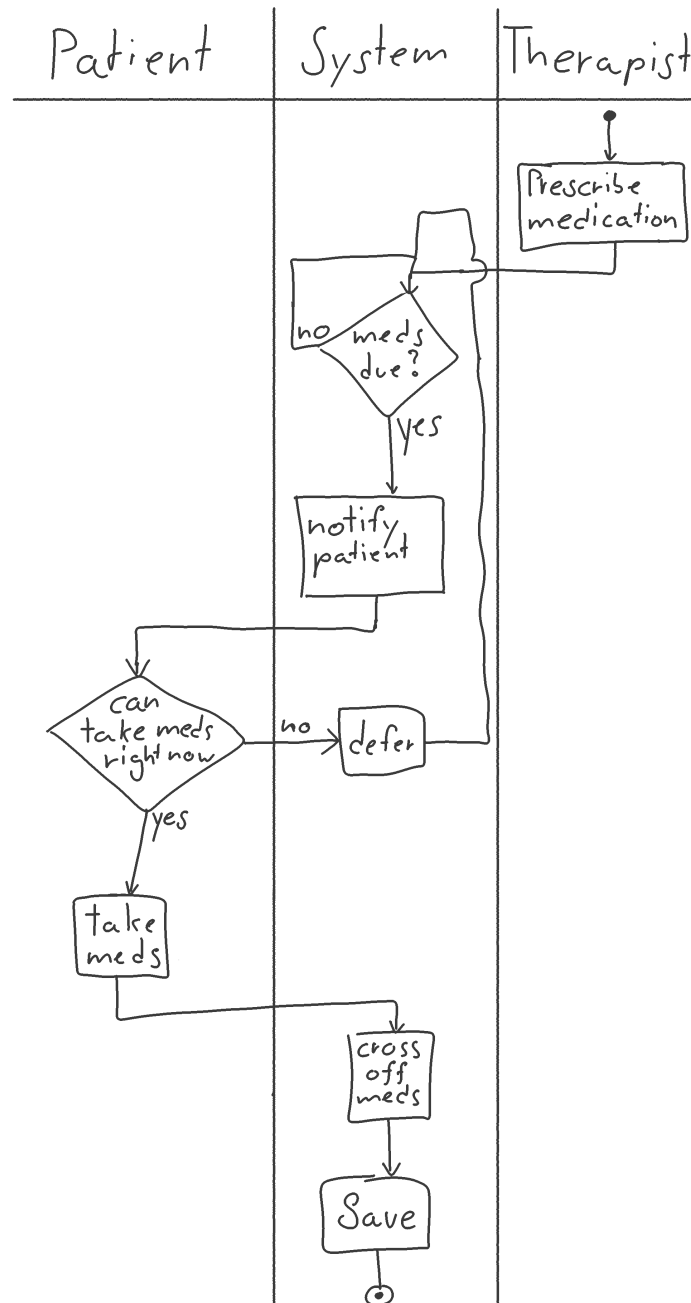 Patient
System
Therapist
Prescribe
medication
no
meds
due?
yes
notify
patient
can
take meds
right now
no
defer
yes
take
meds
cross
off
meds
Save